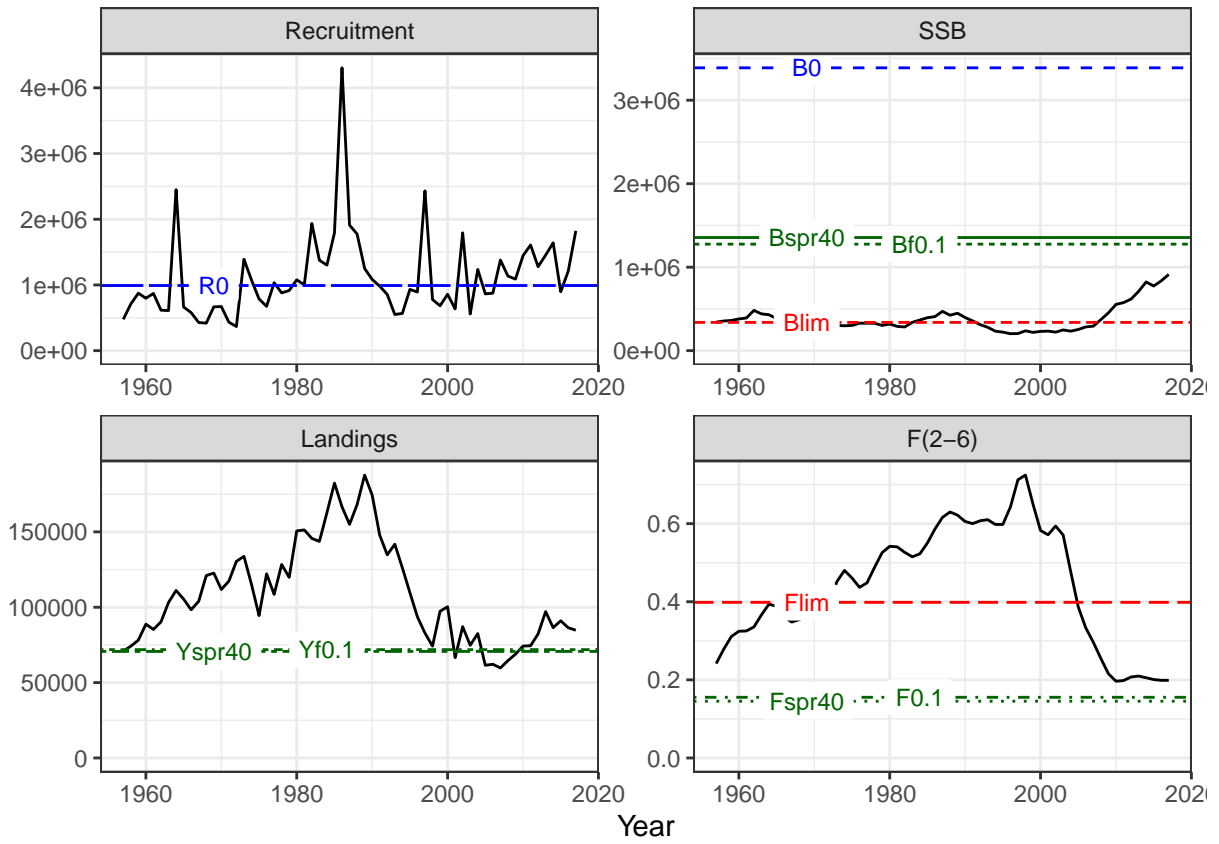 Recruitment
SSB
4e+06
3e+06
2e+06
1e+06
0e+00
R0
1960 1980 2000 2020
3e+06
2e+06
1e+06
0e+00
B0
Bspr40 Bf0.1
Blim
1960 1980 2000 202
Landings
F(2−6)
150000
100000
50000
0
Yspr40 Yf0.1
1960 1980 2000 2020
0.6
0.4
0.2
0.0
Flim
Fspr40 F0.1
1960 1980 2000 202
Year